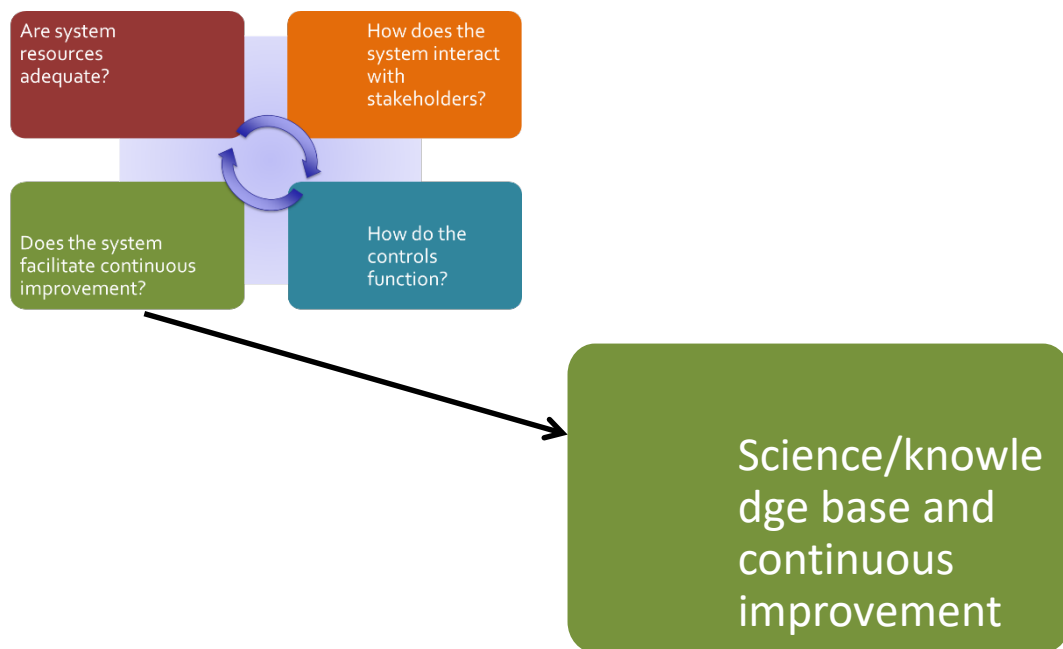 Are system
resources
adequate?
How does the
system interact
with
stakeholders?
Does the system
facilitate continuous
improvement?
How do the
controls
function?
Science/knowle
dge base and
continuous
improvement